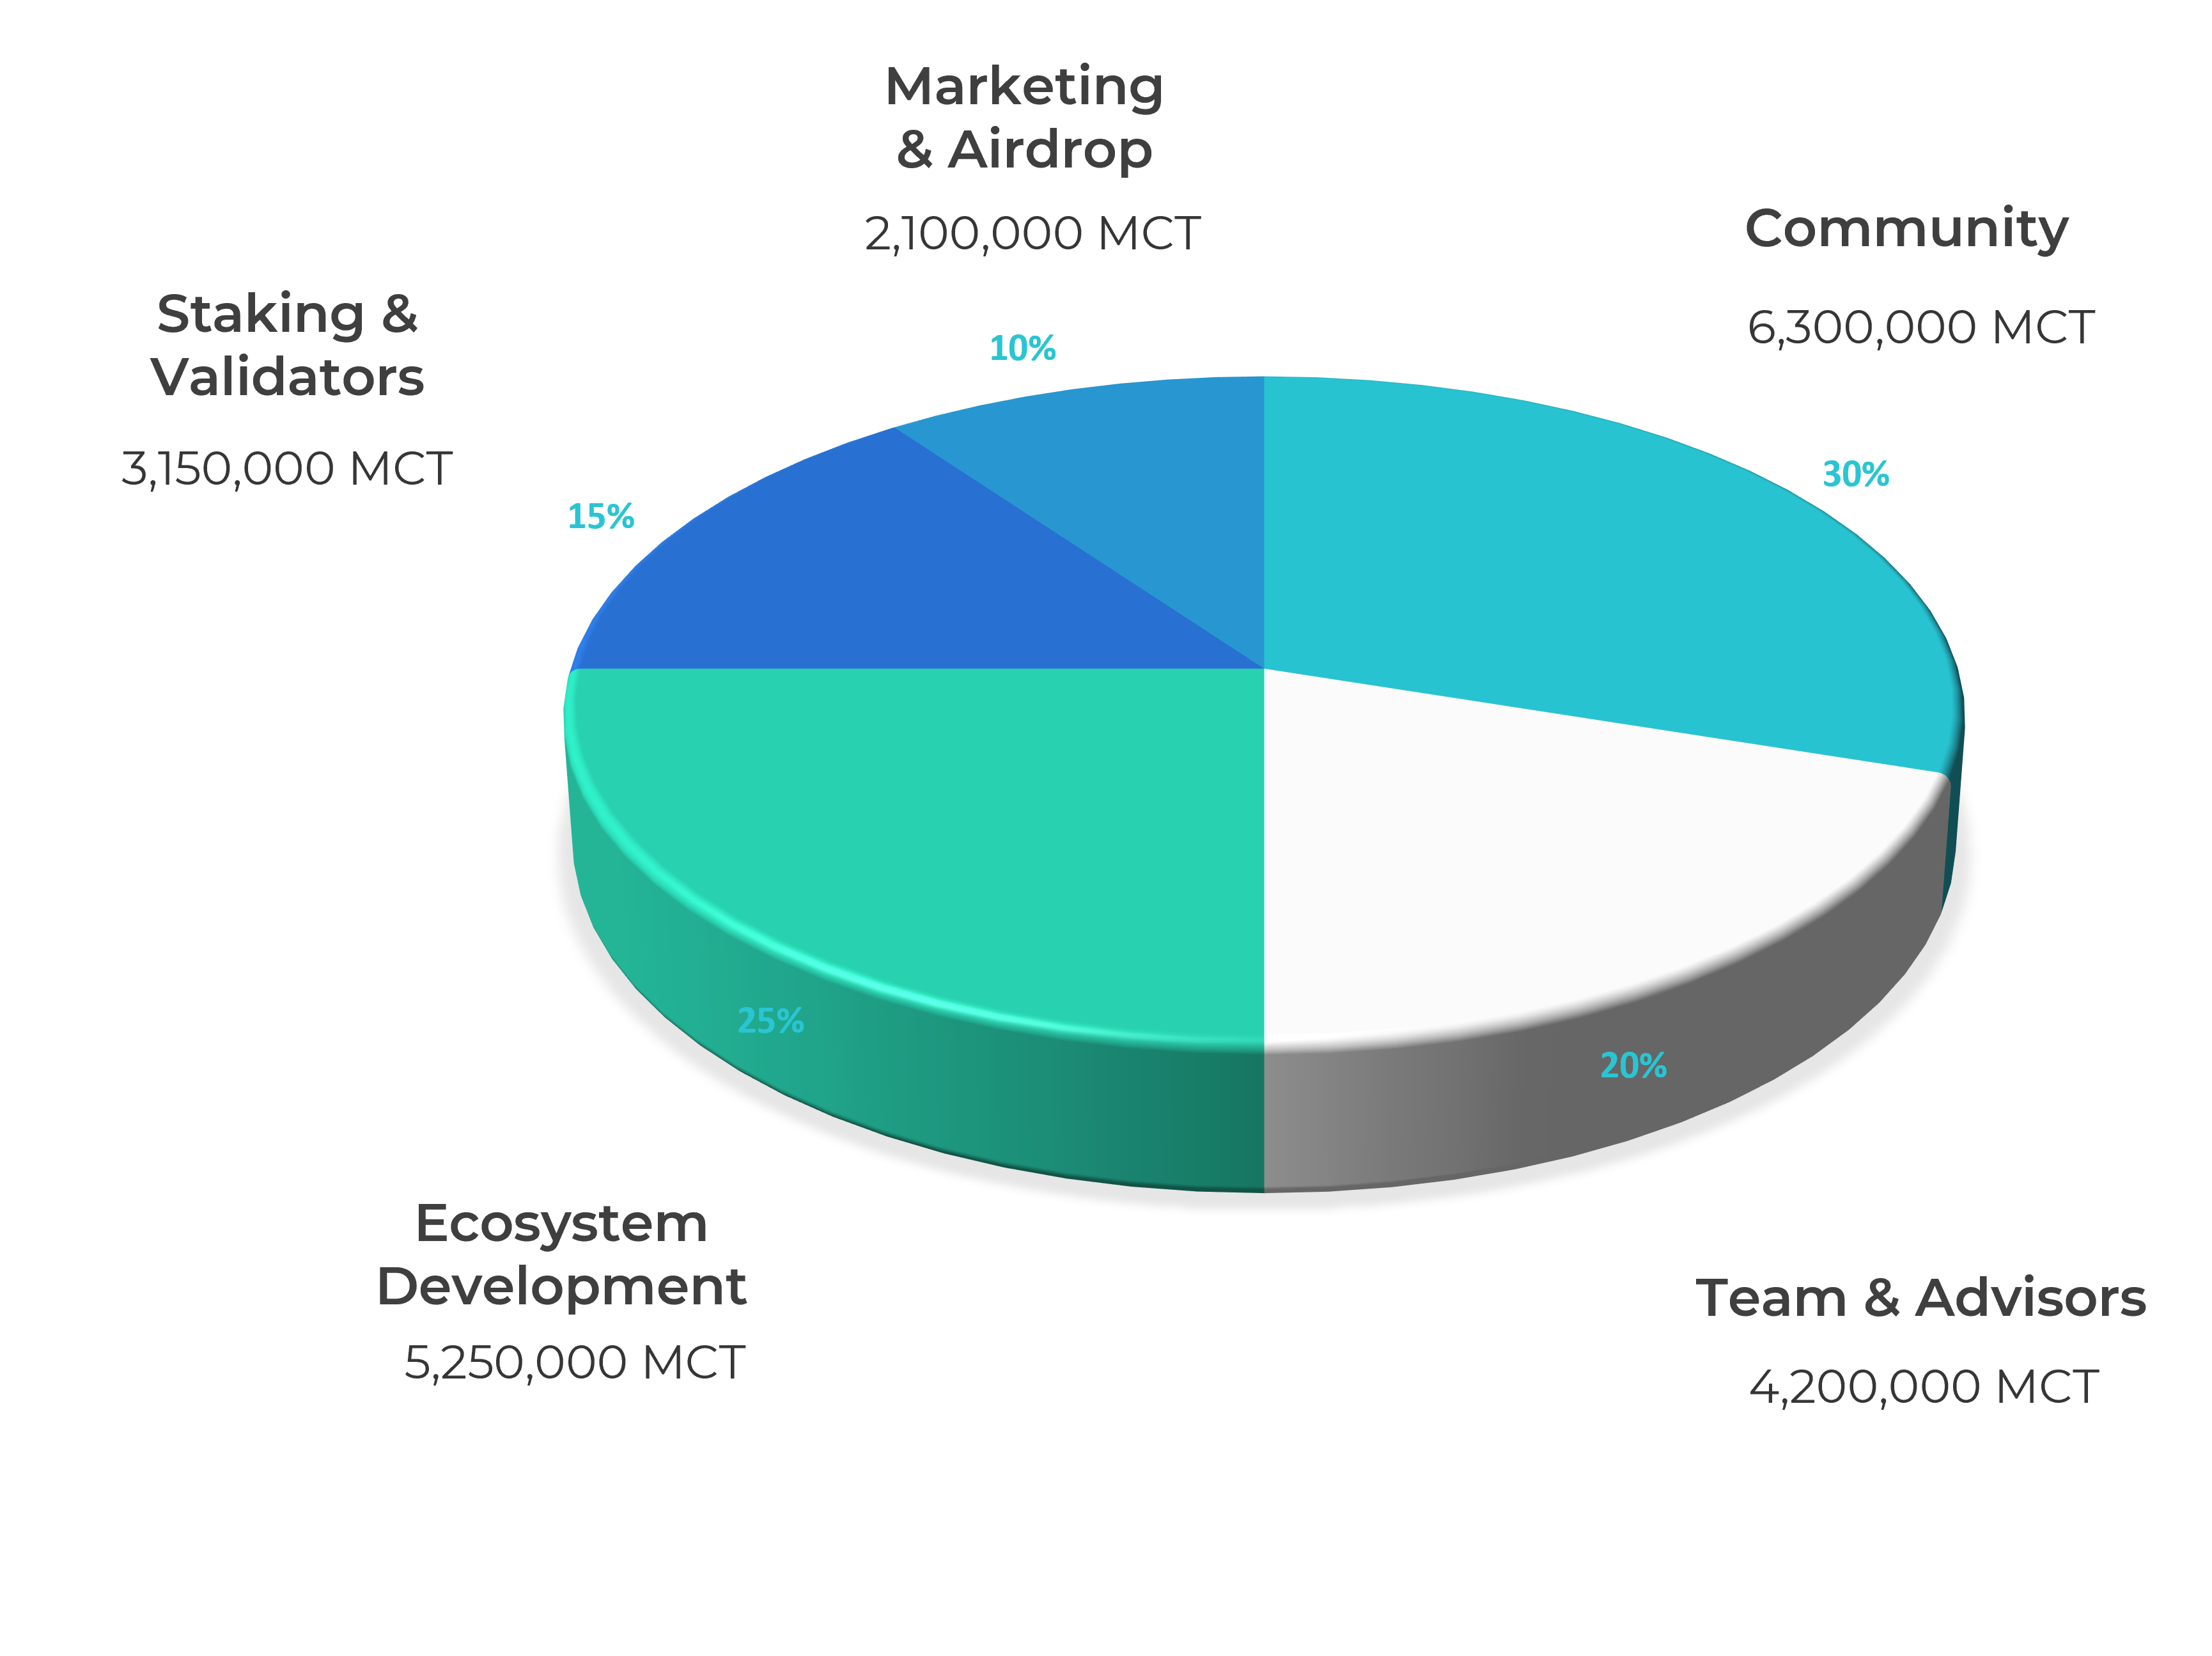 Marketing
& Airdrop
2,100,000 MCT
10%
Community
6,300,000 MCT
30%
Staking &
Validators
3,150,000 MCT
15%
25%
Ecosystem
Development
5,250,000 MCT
20%
Team & Advisors
4,200,000 MCT